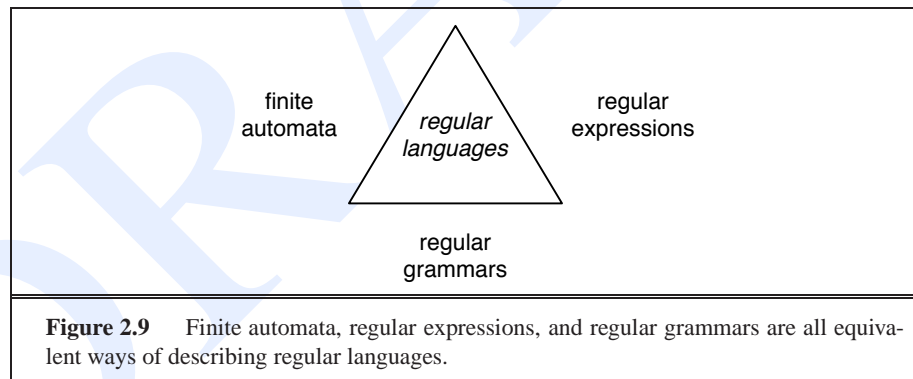 finite
automata
regular
languages
regular
expressions
regular
grammars
Figure 2.9 Finite automata, regular expressions, and regular grammars are all equiva-
lent ways of describing regular languages.